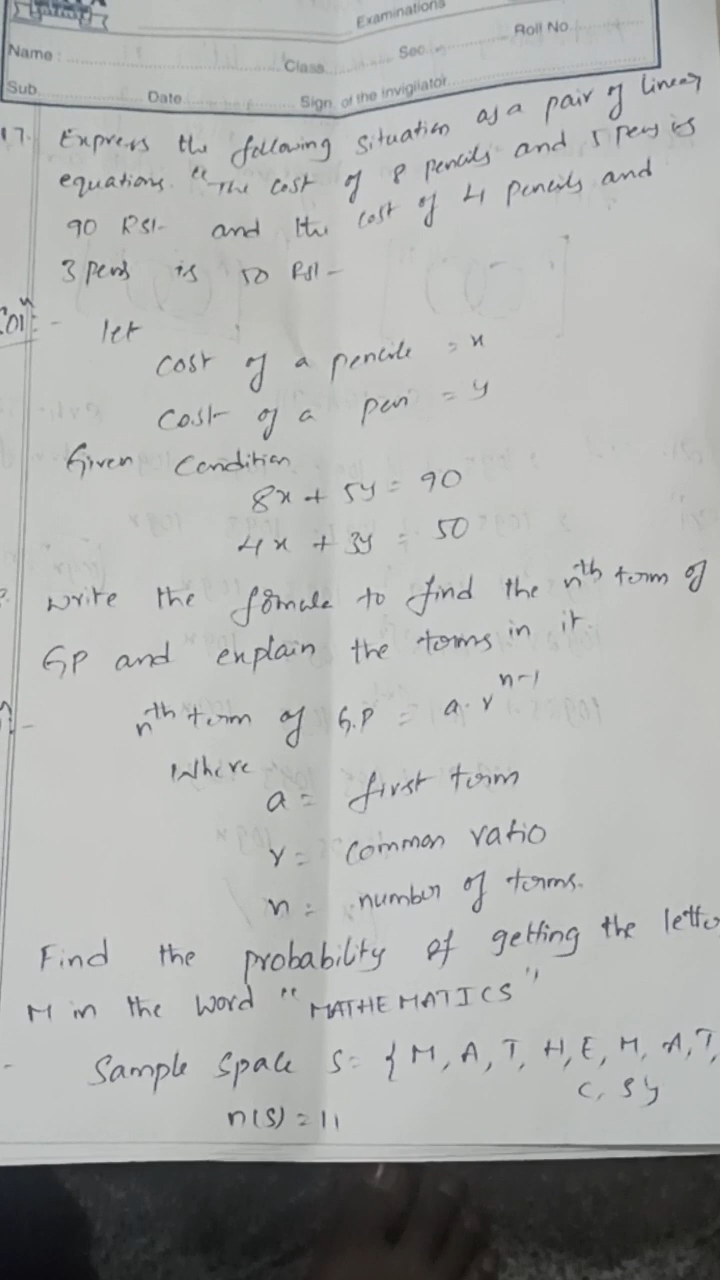 Examinations
Name : Class Sec Roll No.
Sub. Date Sign. of the Invigilator
17. Express the following situation as a pair of linear
equations. "The cost of 8 pencils and 5 pens is
90 Rs/- and the cost of 4 pencils and
3 pens is 50 Rs/-
Sol:- let
cost of a pencile = x
cost of a pen = y
Given Condition
8x + 5y = 90
4x + 3y = 50
write the fomula to find the nth term of
GP and explain the terms in it.
nth term of G.P = a.r^n-1
Where
a = first term
r = common ratio
n = number of terms.
Find the probability of getting the lette
M in the word "MATHEMATICS"
Sample Space S = { M, A, T, H, E, M, A, T,
C, S }
n(S) = 11